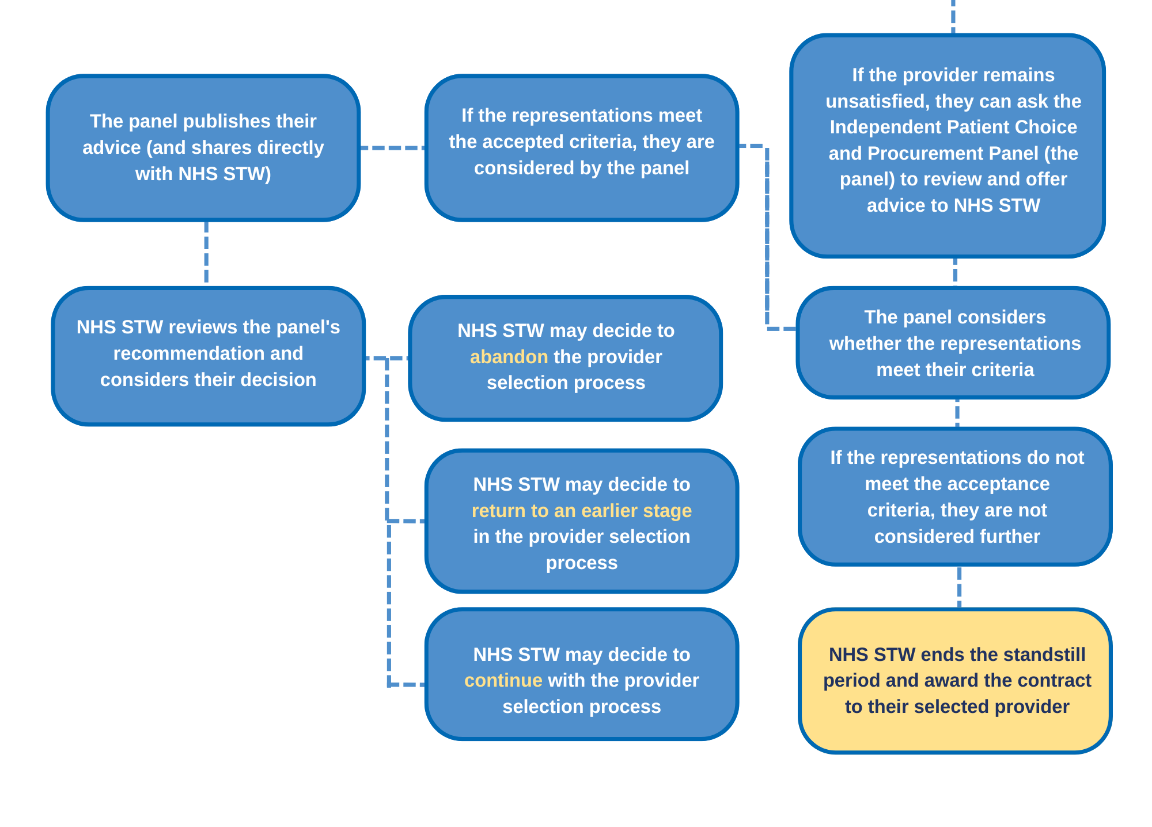 If the provider remains
unsatisfied, they can ask the
Independent Patient Choice
and Procurement Panel (the
panel) to review and offer
advice to NHS STW
The panel considers
whether the representations
meet their criteria
If the representations do not
meet the acceptance
criteria, they are not
considered further
NHS STW ends the standstill
period and award the contract
to their selected provider
If the representations meet
the accepted criteria, they are
considered by the panel
The panel publishes their
advice (and shares directly
with NHS STW)
NHS STW reviews the panel's
recommendation and
considers their decision
NHS STW may decide to
abandon the provider
selection process
NHS STW may decide to
return to an earlier stage
in the provider selection
process
NHS STW may decide to
continue with the provider
selection process